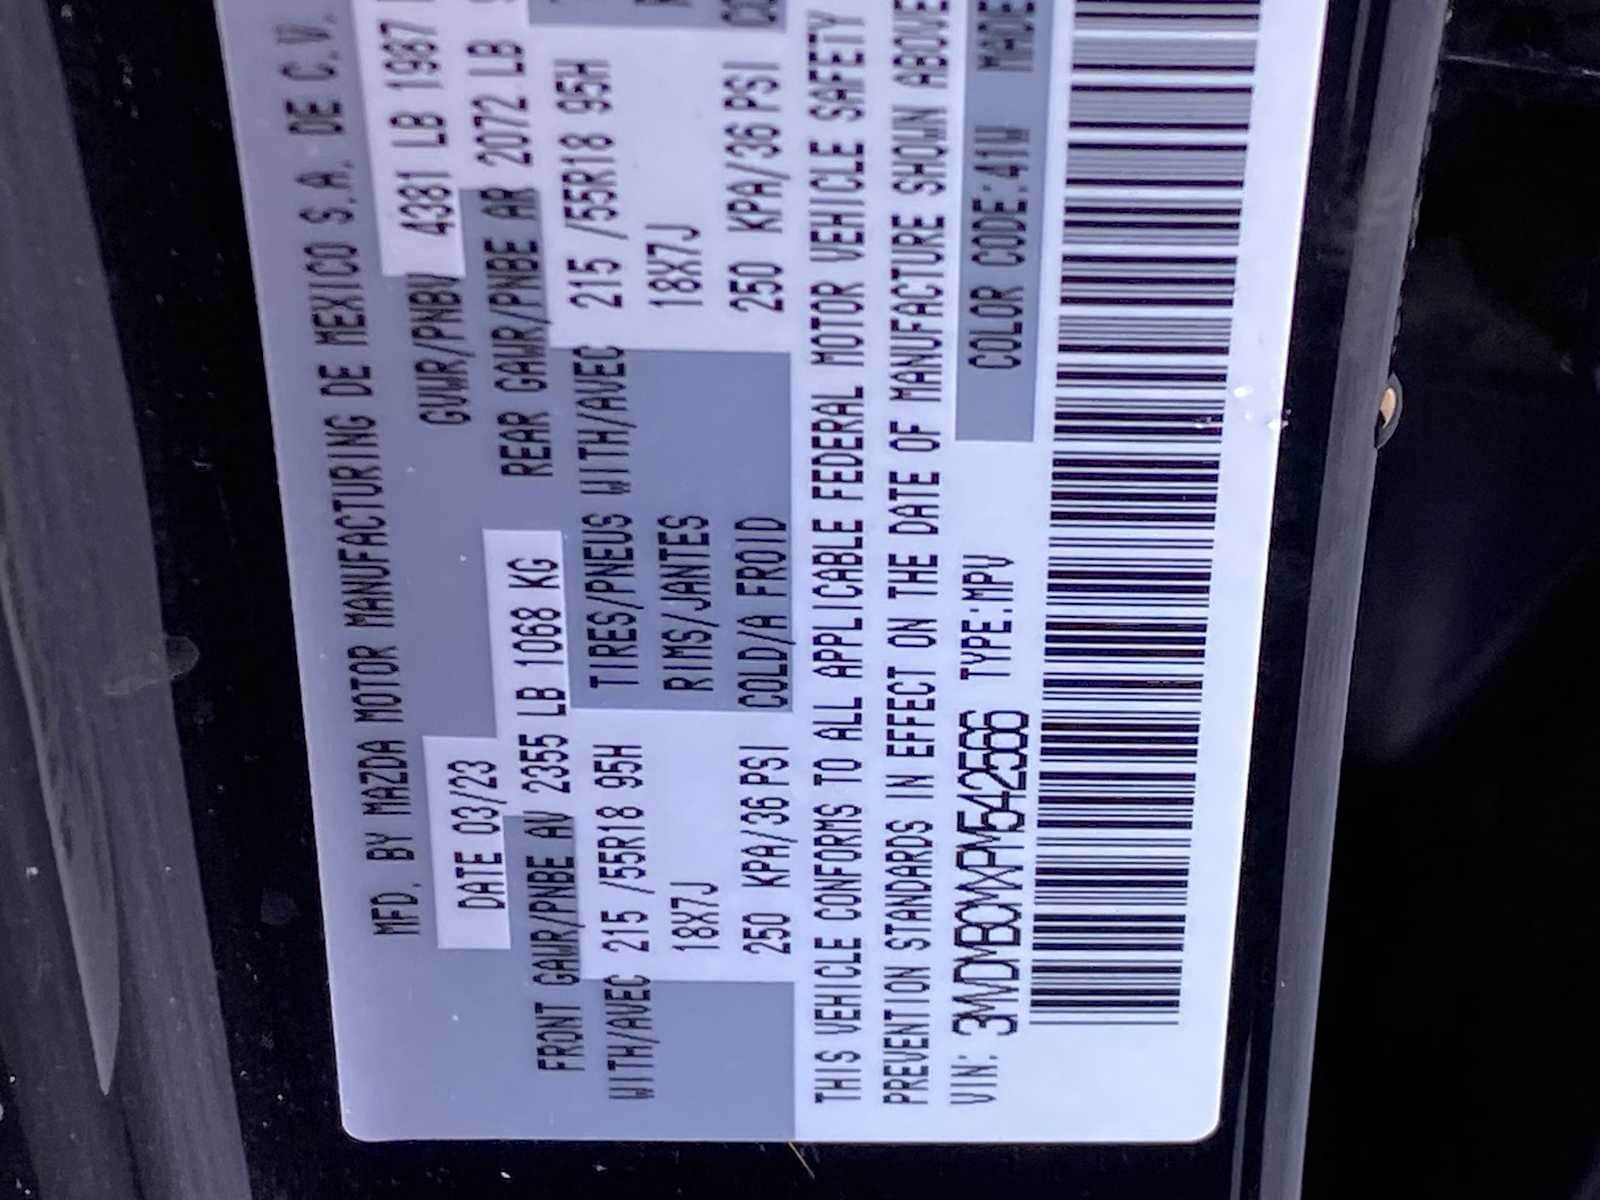 MFD. BY MAZDA MOTOR MANUFACTURING DE MEXICO S.A. DE C.V.
DATE 03/23 GVWR/PNBV 4381 LB 1987
FRONT GAWR/PNBE AV 2355 LB 1068 KG REAR GAWR/PNBE AR 2072 LB
WITH/AVEC 215 /55R18 95H TIRES/PNEUS WITH/AVEC 215 /55R18 95H
18X7J RIMS/JANTES 18X7J
250 KPA/36 PSI COLD/A FROID 250 KPA/36 PSI
THIS VEHICLE CONFORMS TO ALL APPLICABLE FEDERAL MOTOR VEHICLE SAFETY
PREVENTION STANDARDS IN EFFECT ON THE DATE OF MANUFACTURE SHOWN ABOVE
VIN: 3MVDMBCMXPM542566 TYPE:MPV COLOR CODE:41W MADE